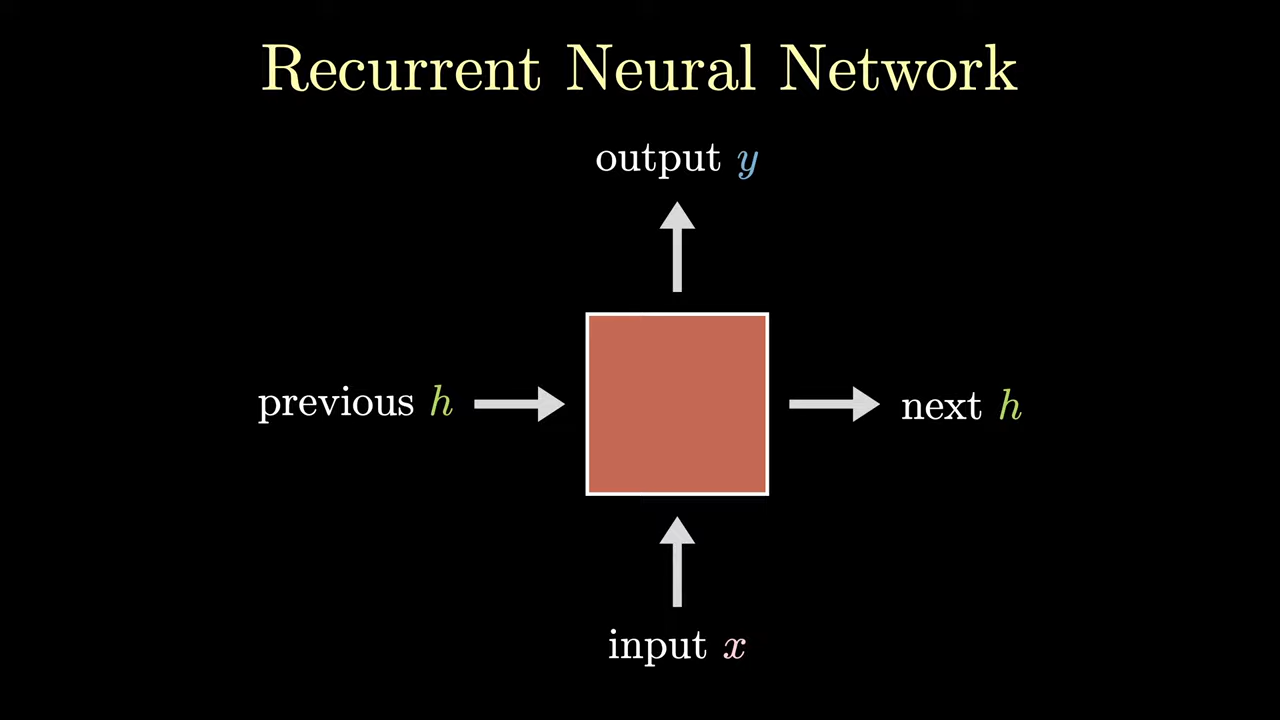 Recurrent Neural Network
output y
previous h
next h
input x